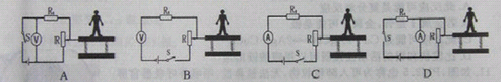 R₀ R₀ R₀ R₀
S V R V R A R A R
S S
A B C D